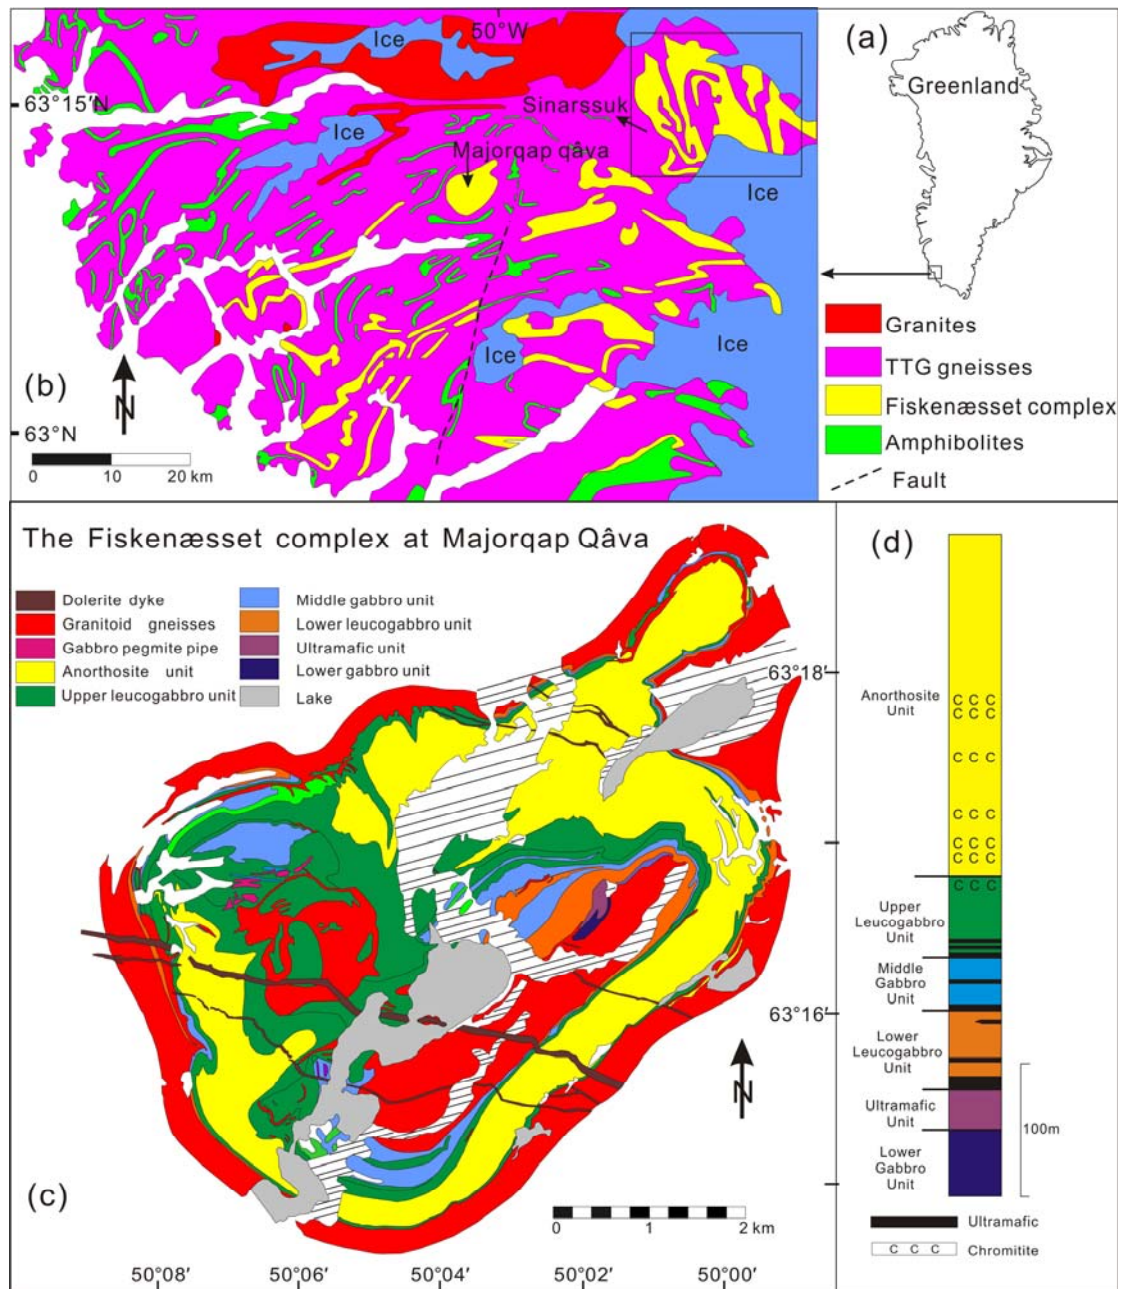 50°W
Ice
(a)
Greenland
63°15'N
Ice
Sinarssuk
Majorqap qâva
Ice
Ice
Ice
(b)
N
63°N
0
10
20 km
Granites
TTG gneisses
Fiskenæsset complex
Amphibolites
Fault
The Fiskenæsset complex at Majorqap Qâva
Dolerite dyke
Granitoid gneisses
Gabbro pegmite pipe
Anorthosite unit
Upper leucogabbro unit
Middle gabbro unit
Lower leucogabbro unit
Ultramafic unit
Lower gabbro unit
Lake
63°18'
63°16'
N
(c)
0
1
2 km
50°08'
50°06'
50°04'
50°02'
50°00'
(d)
Anorthosite
Unit
C C C
C C C
C C C
C C C
C C C
C C C
C C C
Upper
Leucogabbro
Unit
Middle
Gabbro
Unit
Lower
Leucogabbro
Unit
Ultramafic
Unit
Lower
Gabbro
Unit
100m
Ultramafic
C C C
Chromitite